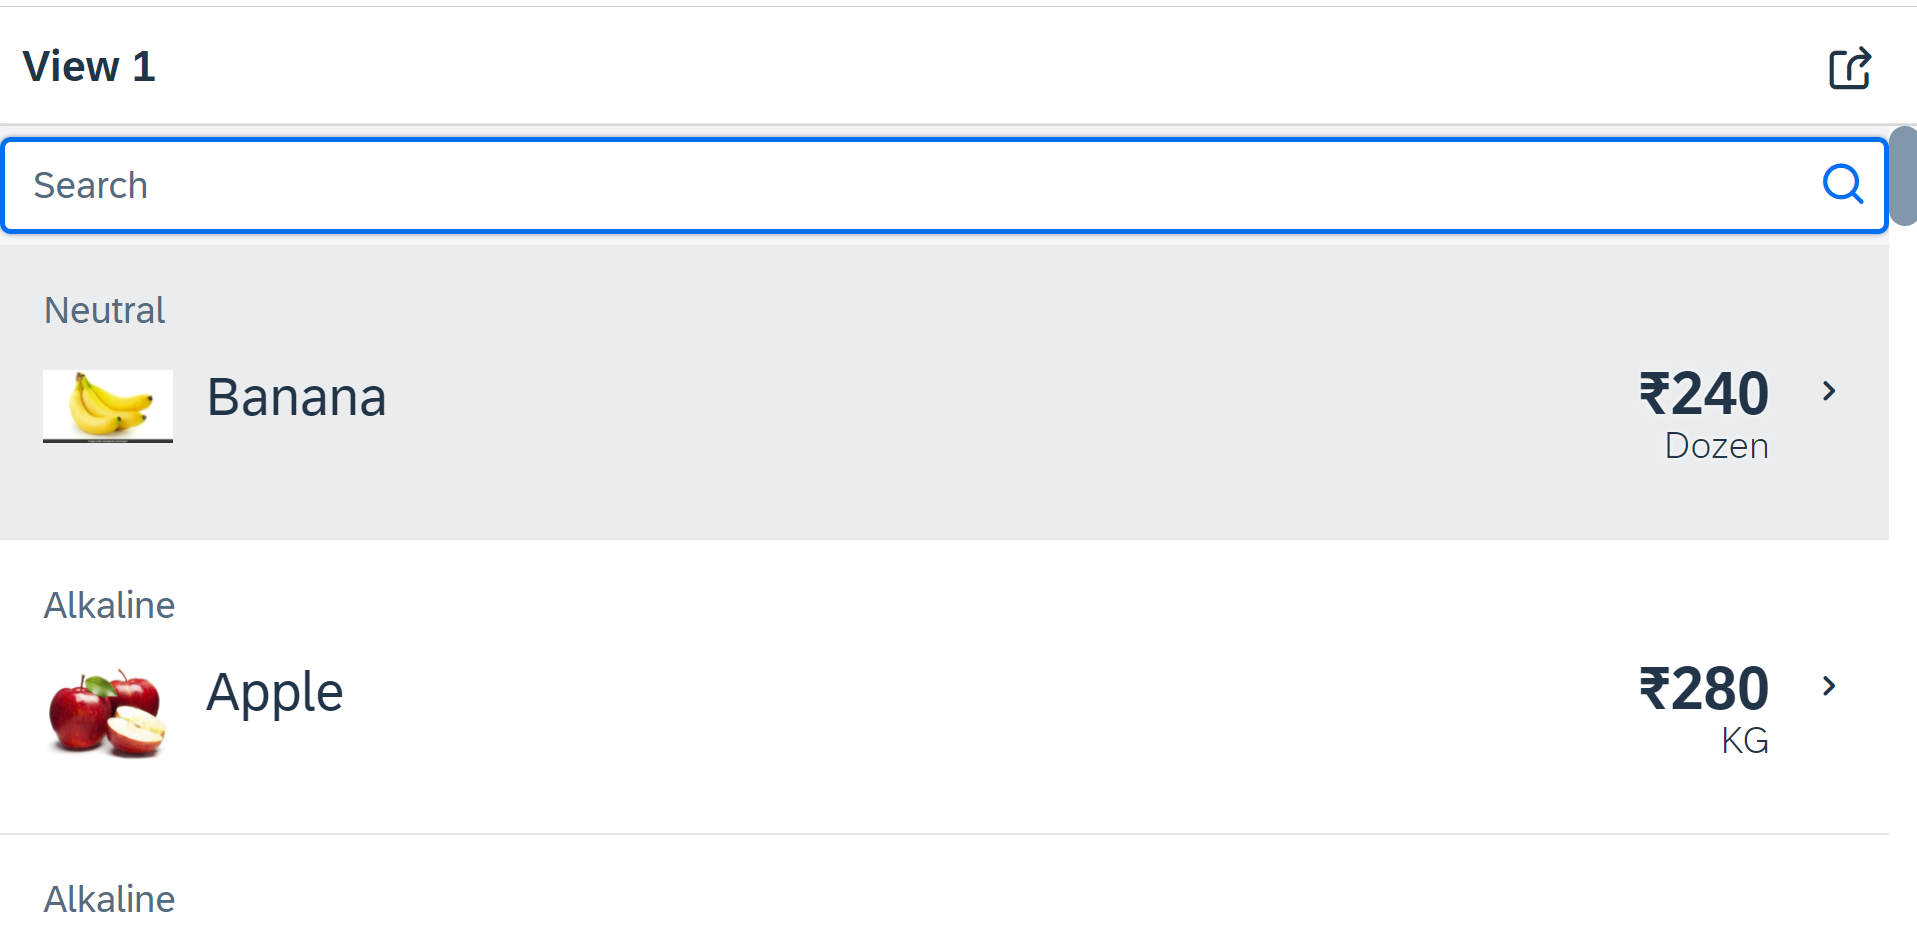 View 1
Search
Neutral
Banana
₹240
Dozen
Alkaline
Apple
₹280
KG
Alkaline